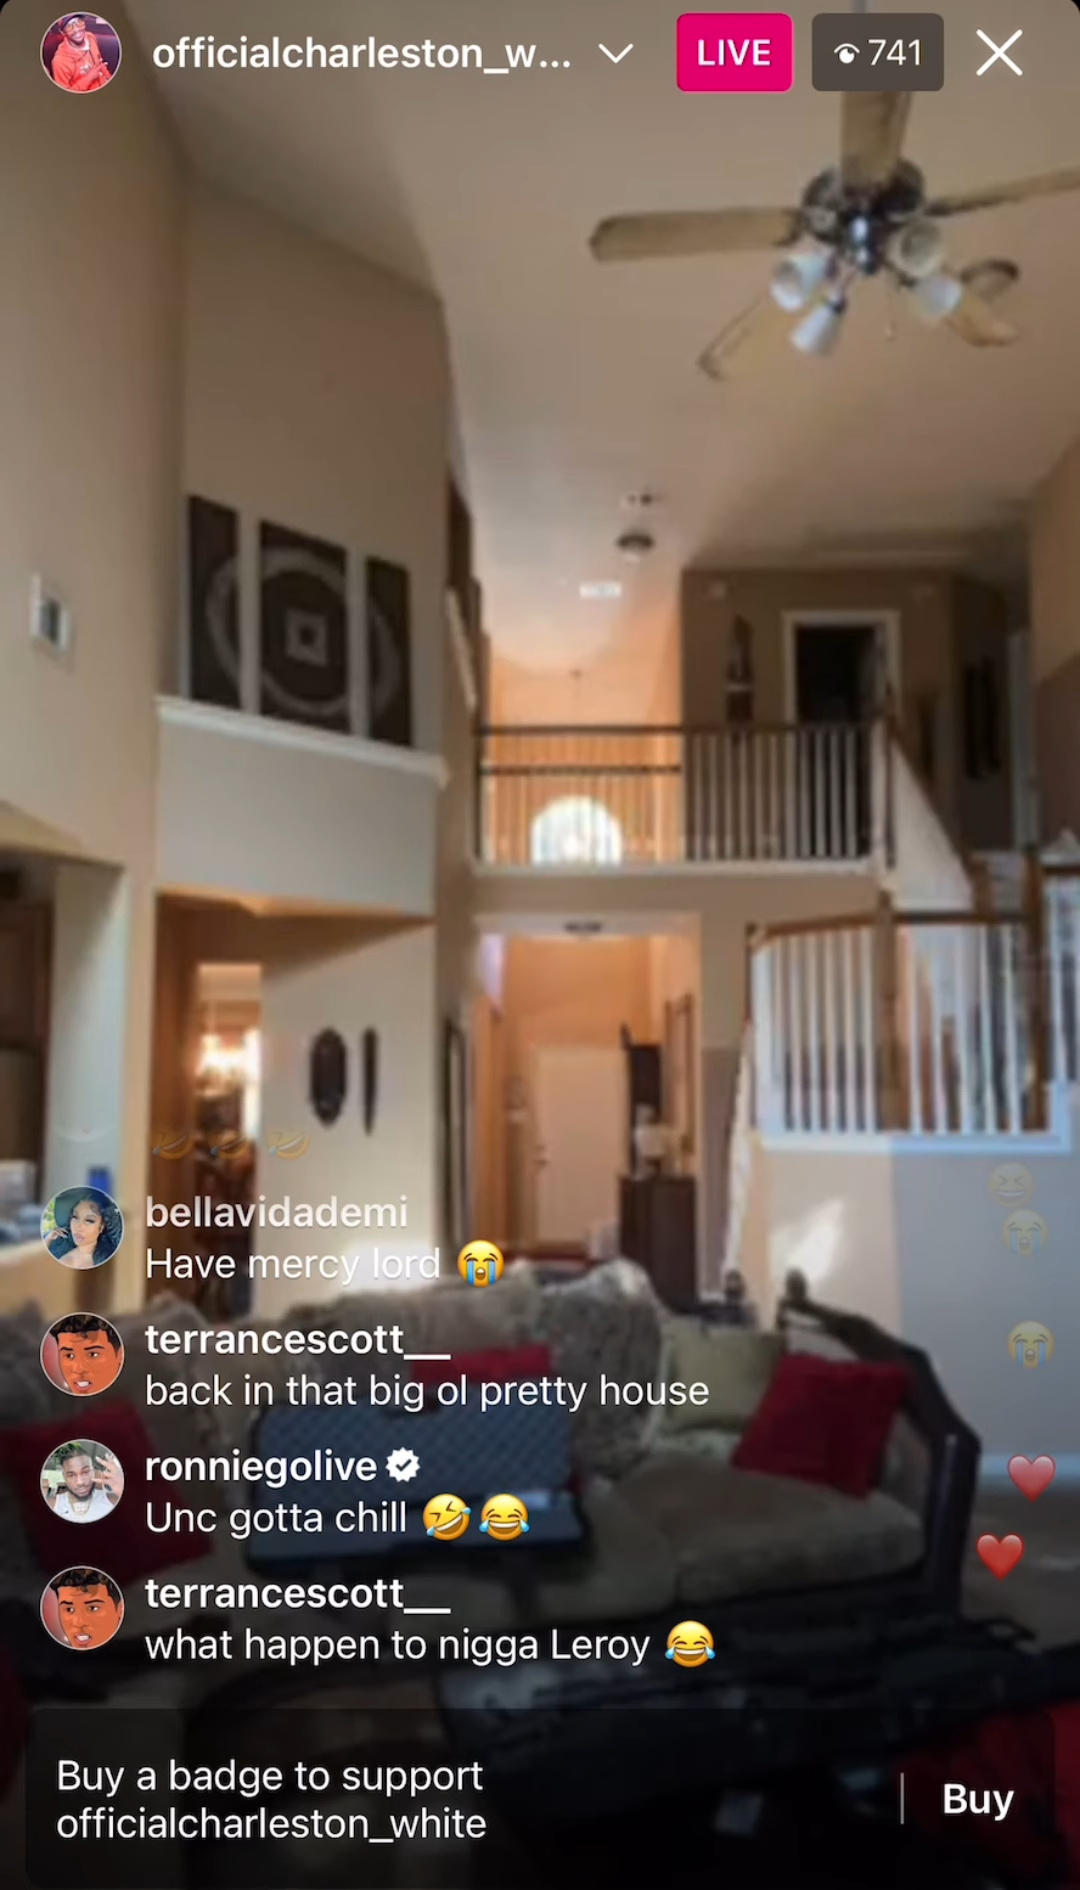 officialcharleston_w...
LIVE
741
bellavidademi
Have mercy lord 😭
terrancescott__
back in that big ol pretty house
ronniegolive
Unc gotta chill 🤣😂
terrancescott__
what happen to nigga Leroy 😂
Buy a badge to support
officialcharleston_white
Buy